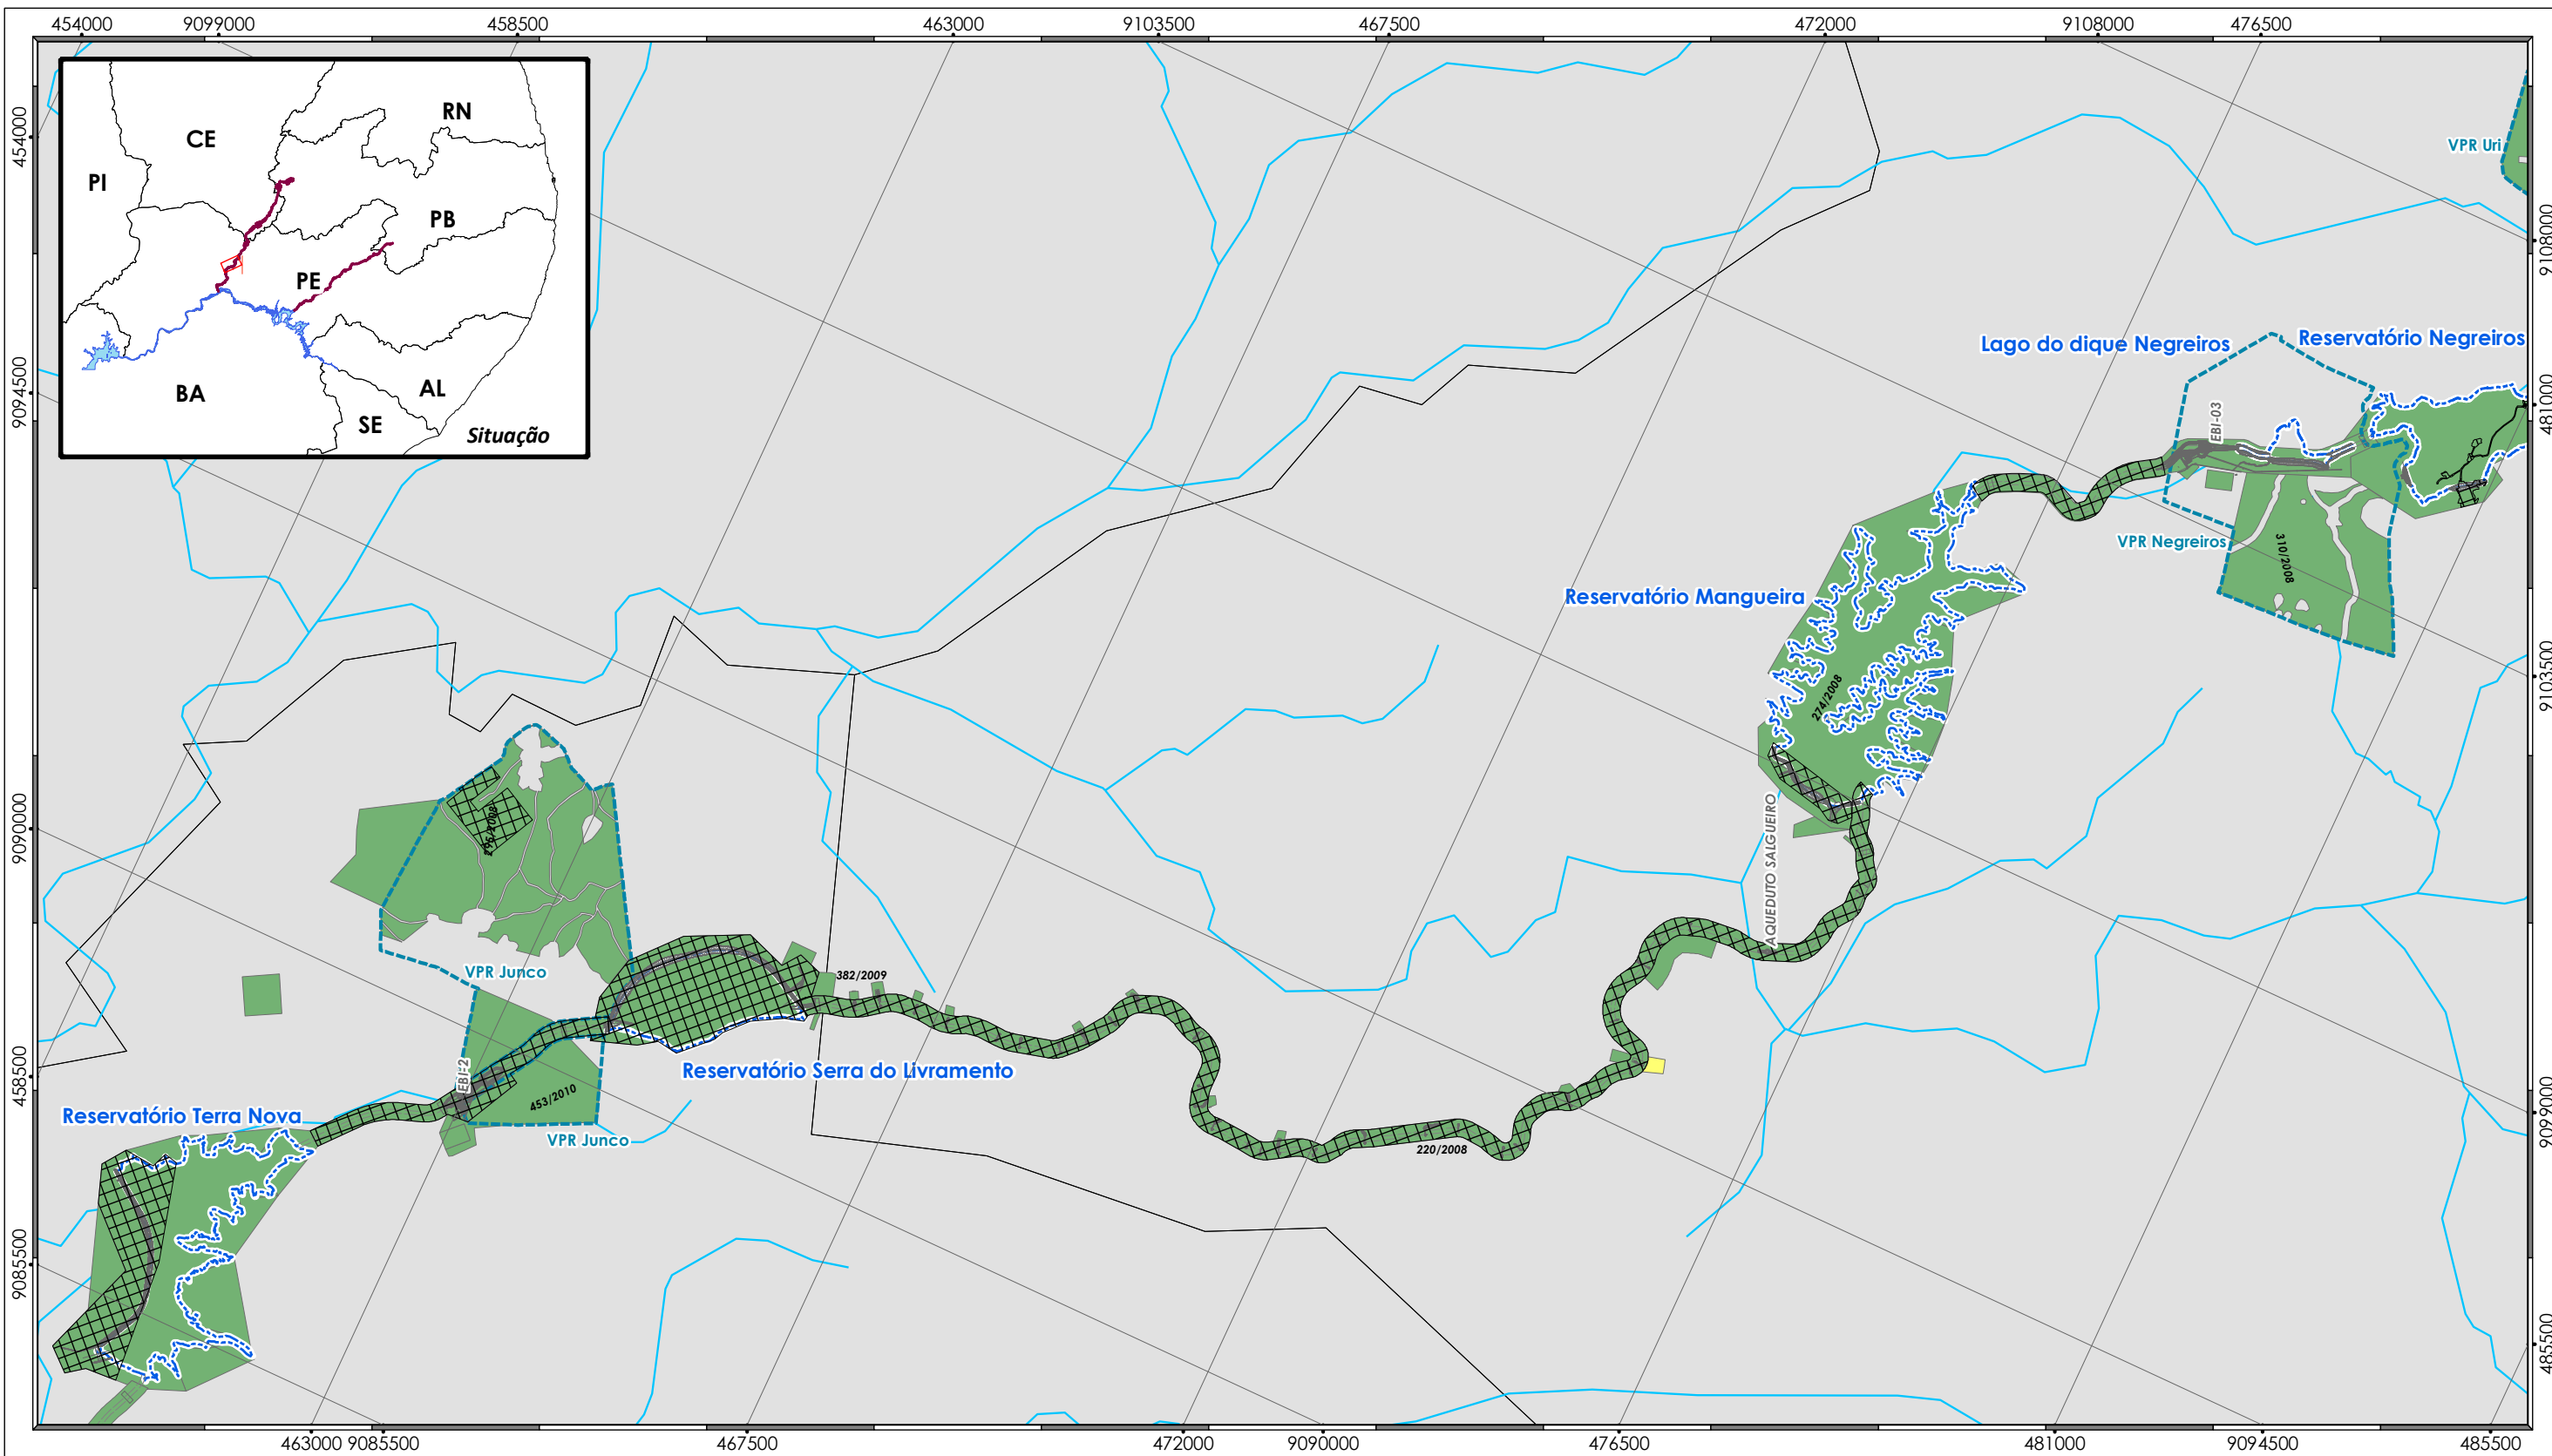 454000
9099000
458500
463000
9103500
467500
472000
9108000
476500
RN
CE
PI
PB
PE
BA
AL
SE
Situação
454000
9094500
9090000
458500
9085500
VPR Uri
9108000
481000
9103500
9099000
485500
Lago do dique Negreiros
Reservatório Negreiros
EBI-03
VPR Negreiros
310/2008
Reservatório Mangueira
274/2008
AQUEDUTO SALGUEIRO
295/2008
VPR Junco
382/2009
Reservatório Serra do Livramento
EBI-2
453/2010
Reservatório Terra Nova
VPR Junco
220/2008
463000
9085500
467500
472000
9090000
476500
481000
9094500
485500